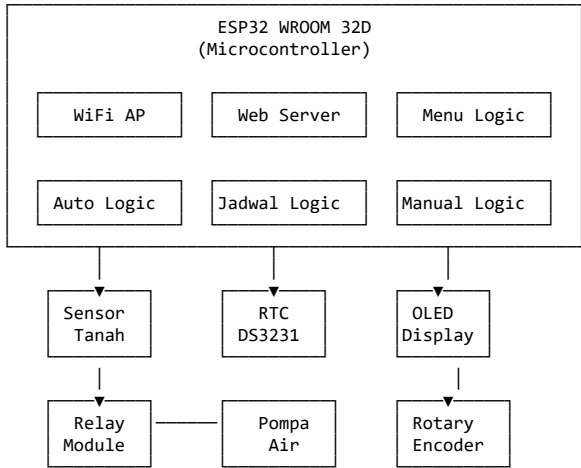 ESP32 WROOM 32D
(Microcontroller)
WiFi AP
Web Server
Menu Logic
Auto Logic
Jadwal Logic
Manual Logic
Sensor
Tanah
RTC
DS3231
OLED
Display
Relay
Module
Pompa
Air
Rotary
Encoder